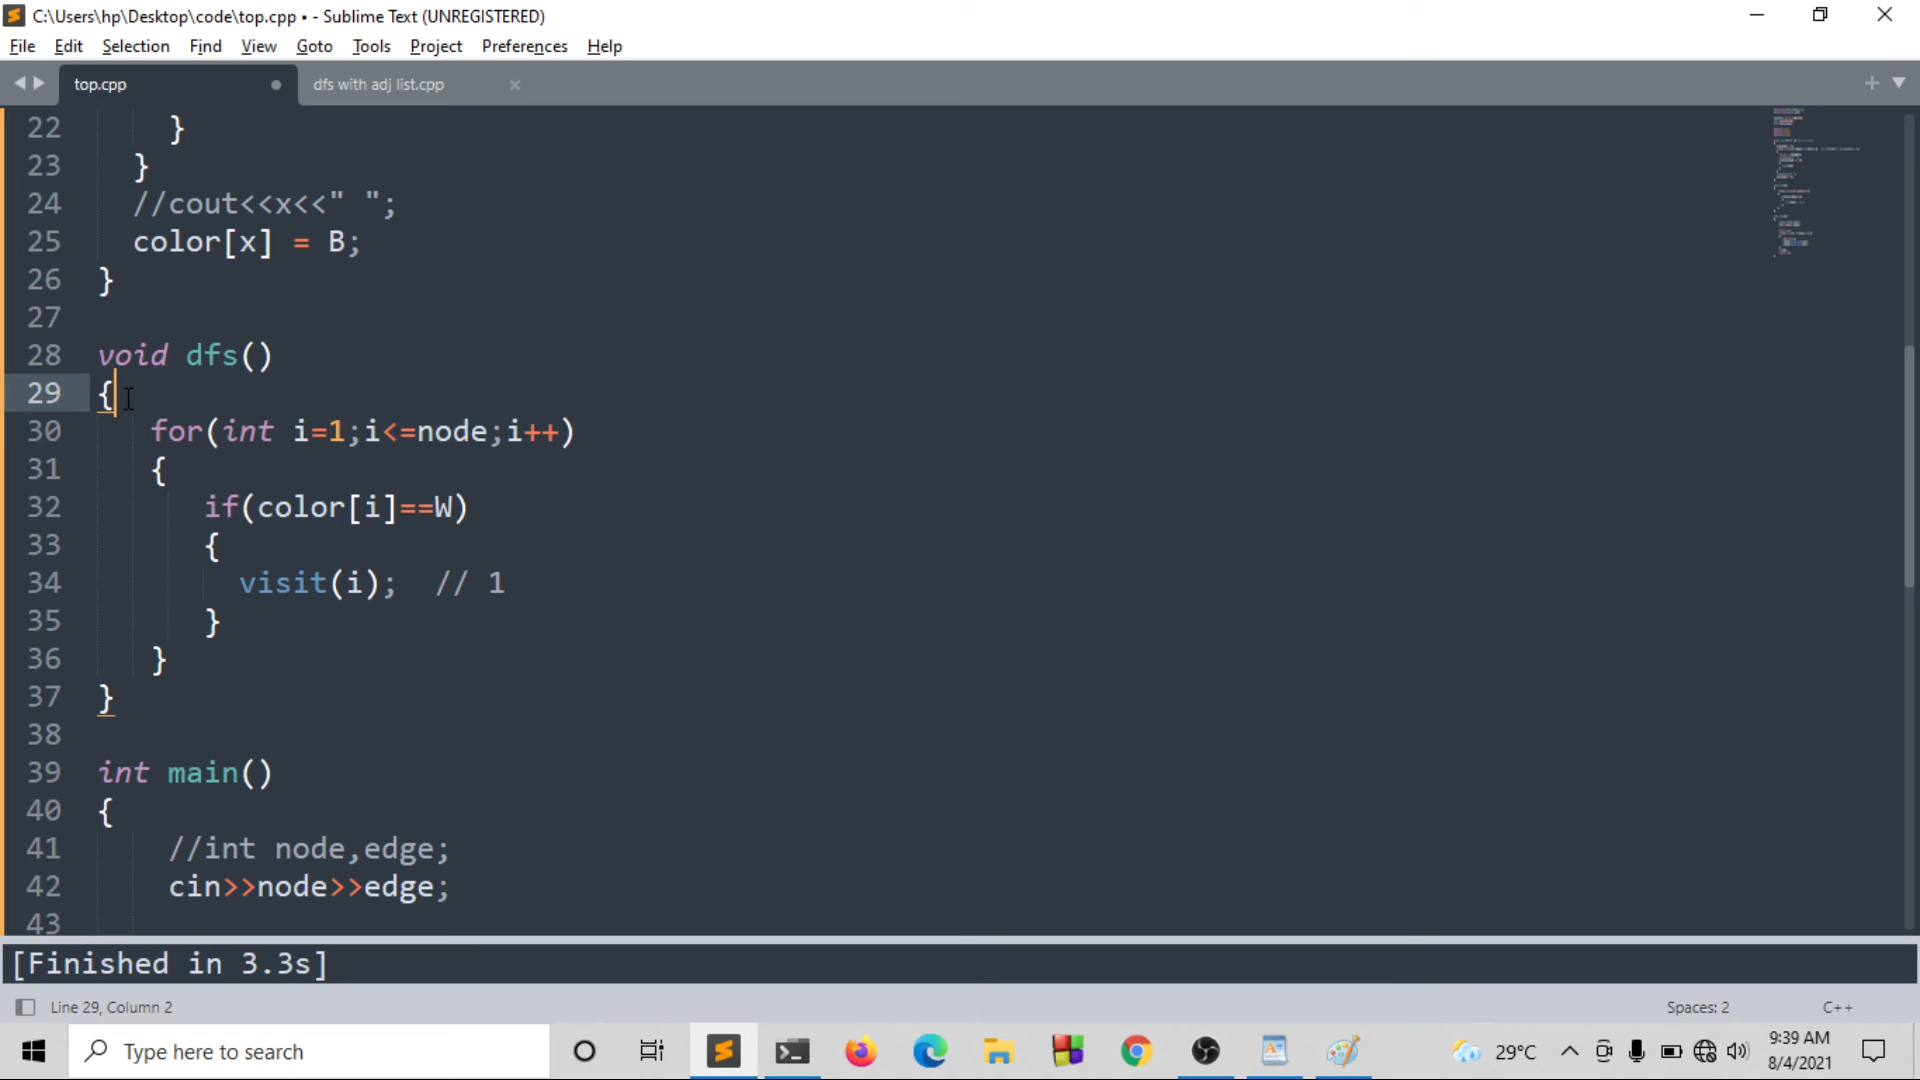 C:\Users\hp\Desktop\code\top.cpp • - Sublime Text (UNREGISTERED)
File Edit Selection Find View Goto Tools Project Preferences Help
top.cpp dfs with adj list.cpp
22 }
23 }
24 //cout<<x<<" ";
25 color[x] = B;
26 }
27
28 void dfs()
29 {
30 for(int i=1;i<=node;i++)
31 {
32 if(color[i]==W)
33 {
34 visit(i); // 1
35 }
36 }
37 }
38
39 int main()
40 {
41 //int node,edge;
42 cin>>node>>edge;
43
[Finished in 3.3s]
Line 29, Column 2 Spaces: 2 C++
Type here to search 29°C 9:39 AM
8/4/2021